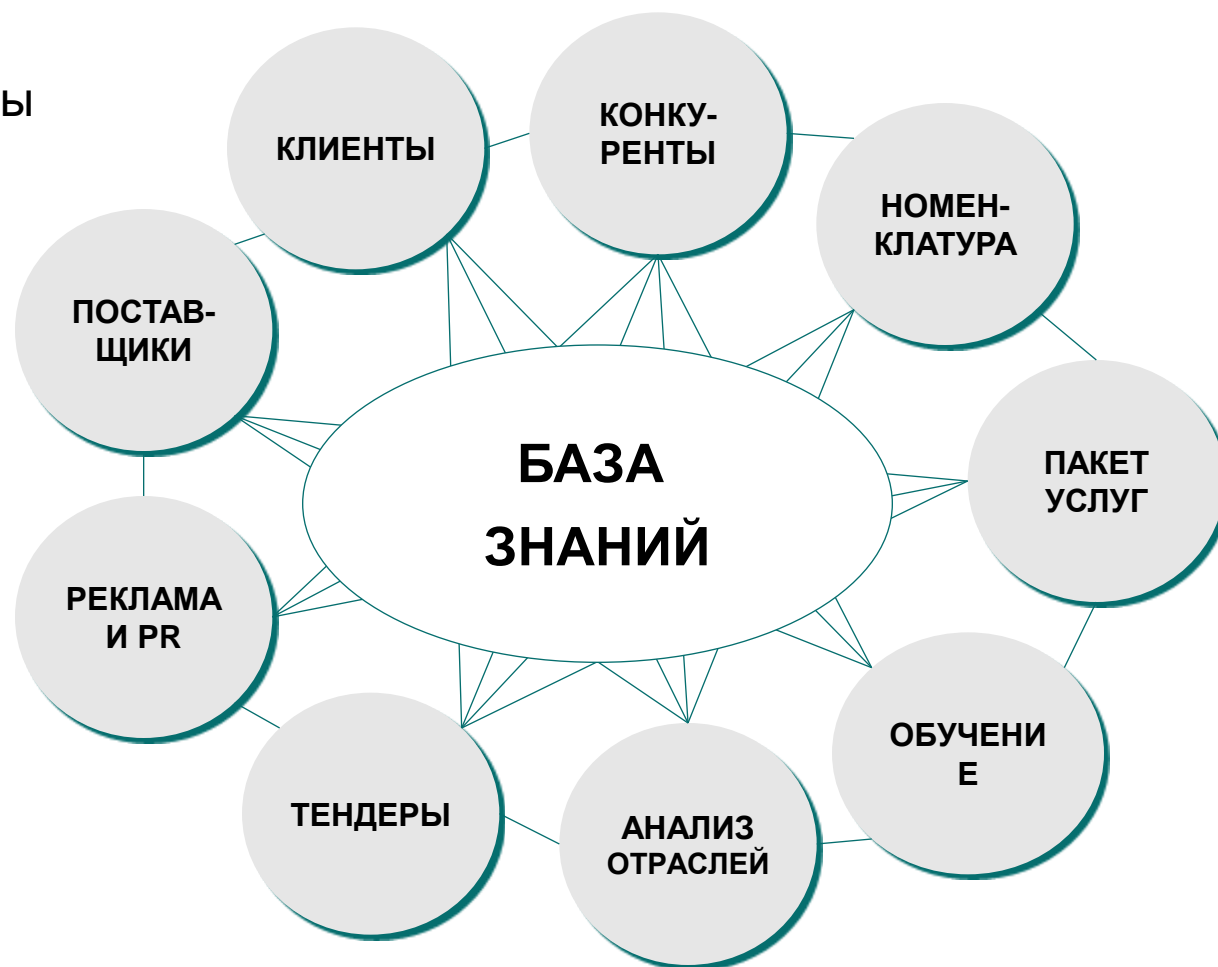 ы
КЛИЕНТЫ
КОНКУ-
РЕНТЫ
НОМЕН-
КЛАТУРА
ПОСТАВ-
ЩИКИ
БАЗА
ЗНАНИЙ
ПАКЕТ
УСЛУГ
РЕКЛАМА
И PR
ОБУЧЕНИ
Е
ТЕНДЕРЫ
АНАЛИЗ
ОТРАСЛЕЙ